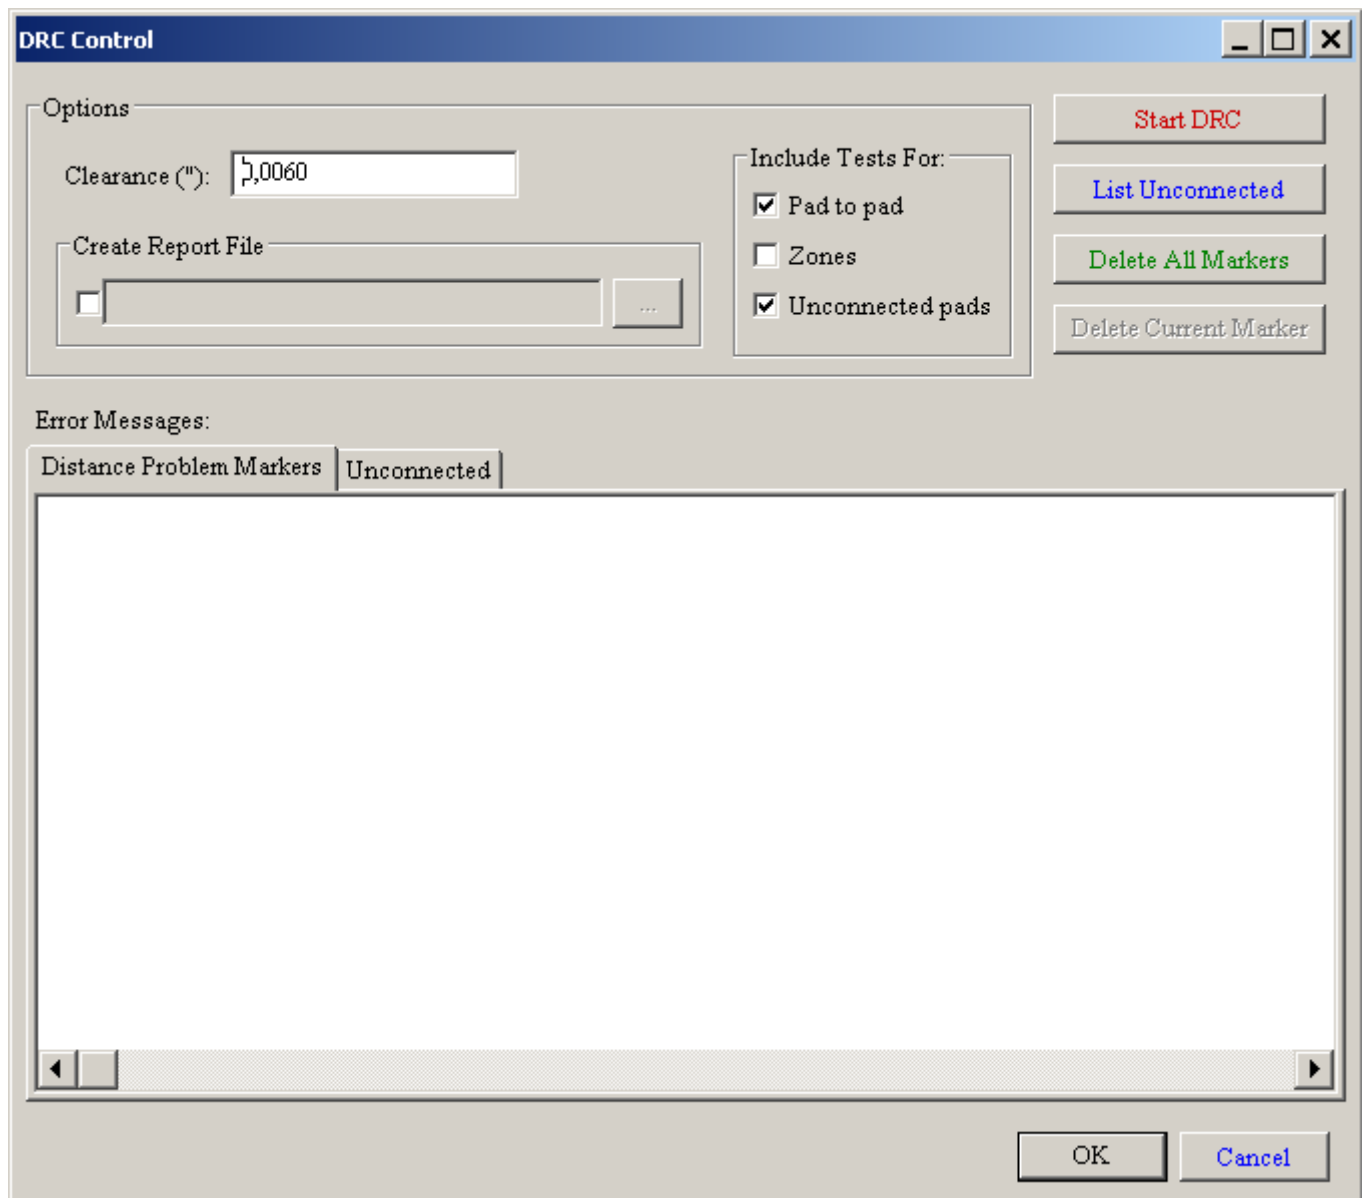 DRC Control
Options
Clearance ("):
,0060
Create Report File
...
Include Tests For:
Pad to pad
Zones
Unconnected pads
Start DRC
List Unconnected
Delete All Markers
Delete Current Marker
Error Messages:
Distance Problem Markers
Unconnected
OK
Cancel